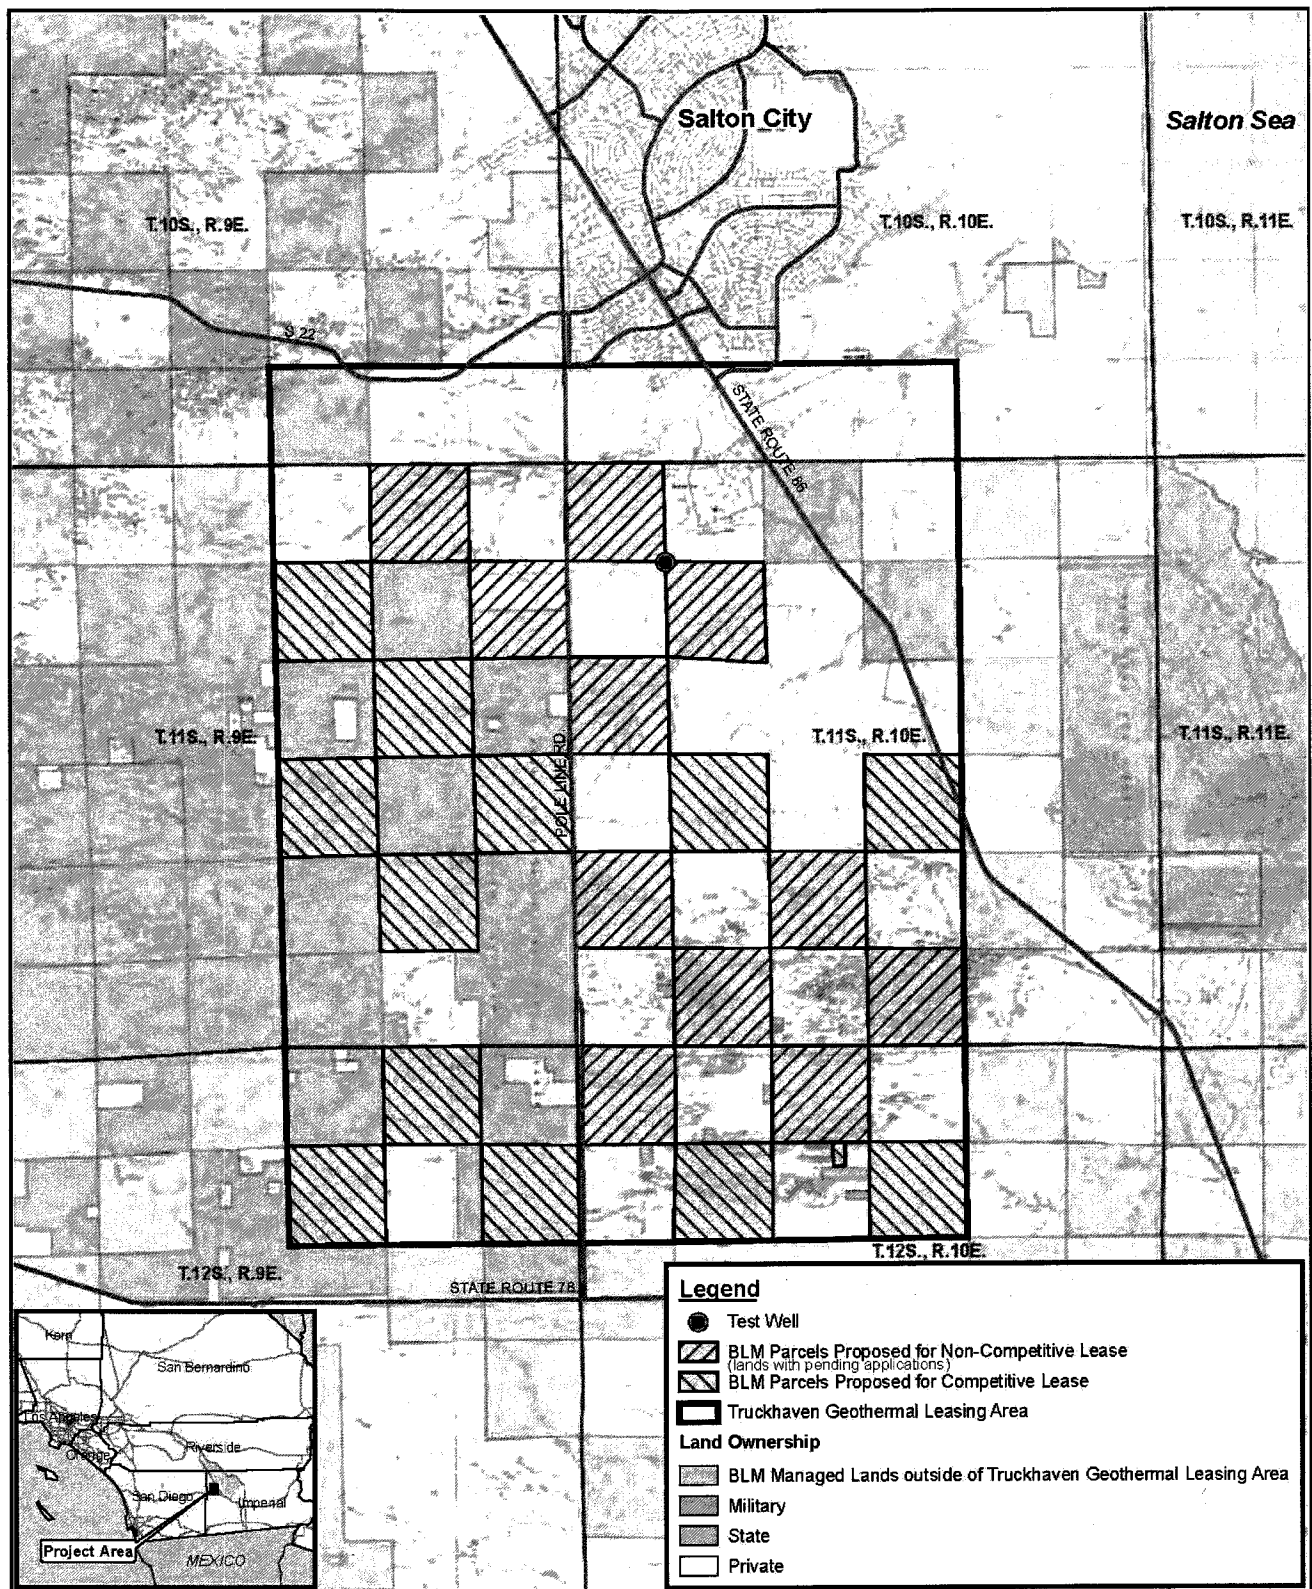 Salton City
Salton Sea
T.10S., R.9E.
T.10S., R.10E.
T.10S., R.11E.
S 22
STATE ROUTE 86
T.11S., R.9E.
POLE LINE RD
T.11S., R.10E.
T.11S., R.11E.
T.12S., R.9E.
T.12S., R.10E.
STATE ROUTE 78
Legend
Test Well
BLM Parcels Proposed for Non-Competitive Lease
(lands with pending applications)
BLM Parcels Proposed for Competitive Lease
Truckhaven Geothermal Leasing Area
Land Ownership
BLM Managed Lands outside of Truckhaven Geothermal Leasing Area
Military
State
Private
Kern
San Bernardino
Los Angeles
Orange
Riverside
San Diego
Imperial
Project Area
MEXICO